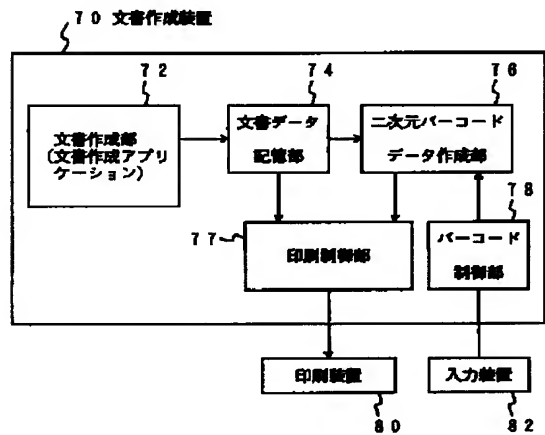 70 文書作成装置
72
74
76
文書作成部
(文書作成アプリ
ケーション)
文書データ
記憶部
二次元バーコード
データ作成部
77
78
印刷制御部
バーコード
制御部
印刷装置
入力装置
80
82